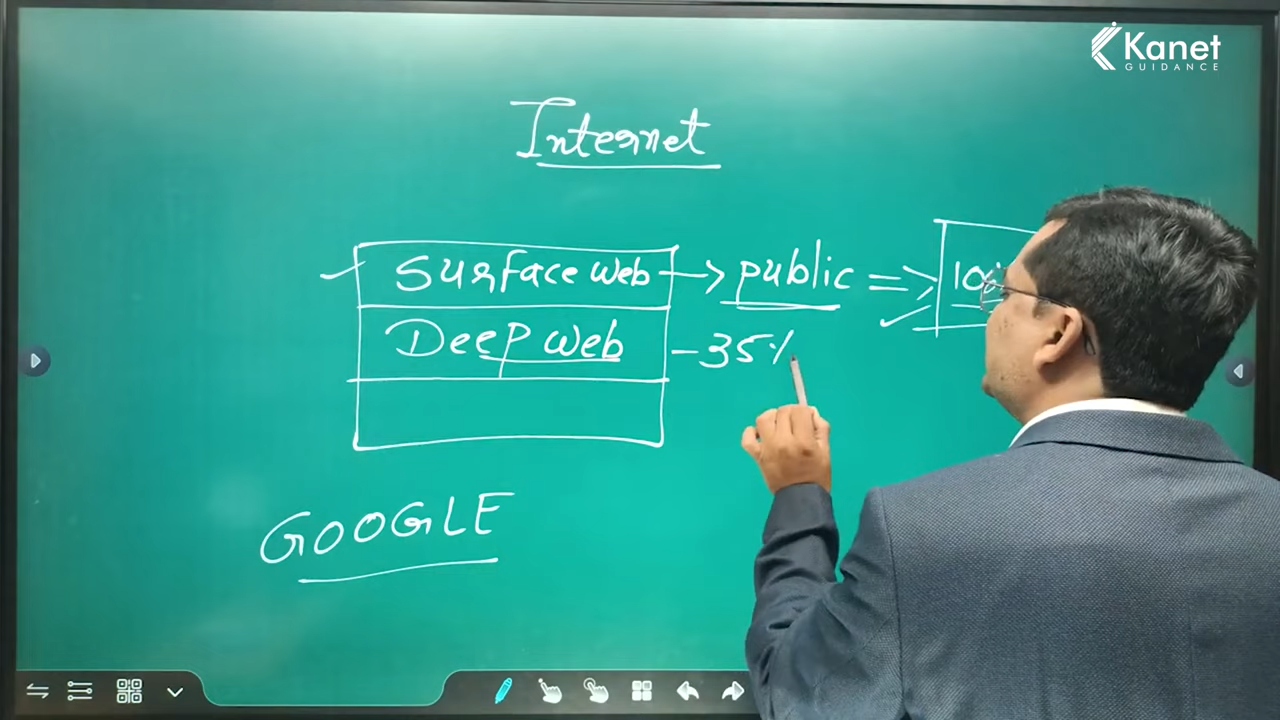 Kanet
GUIDANCE
Internet
Surface Web → public ⇒
Deep Web - 35%
GOOGLE